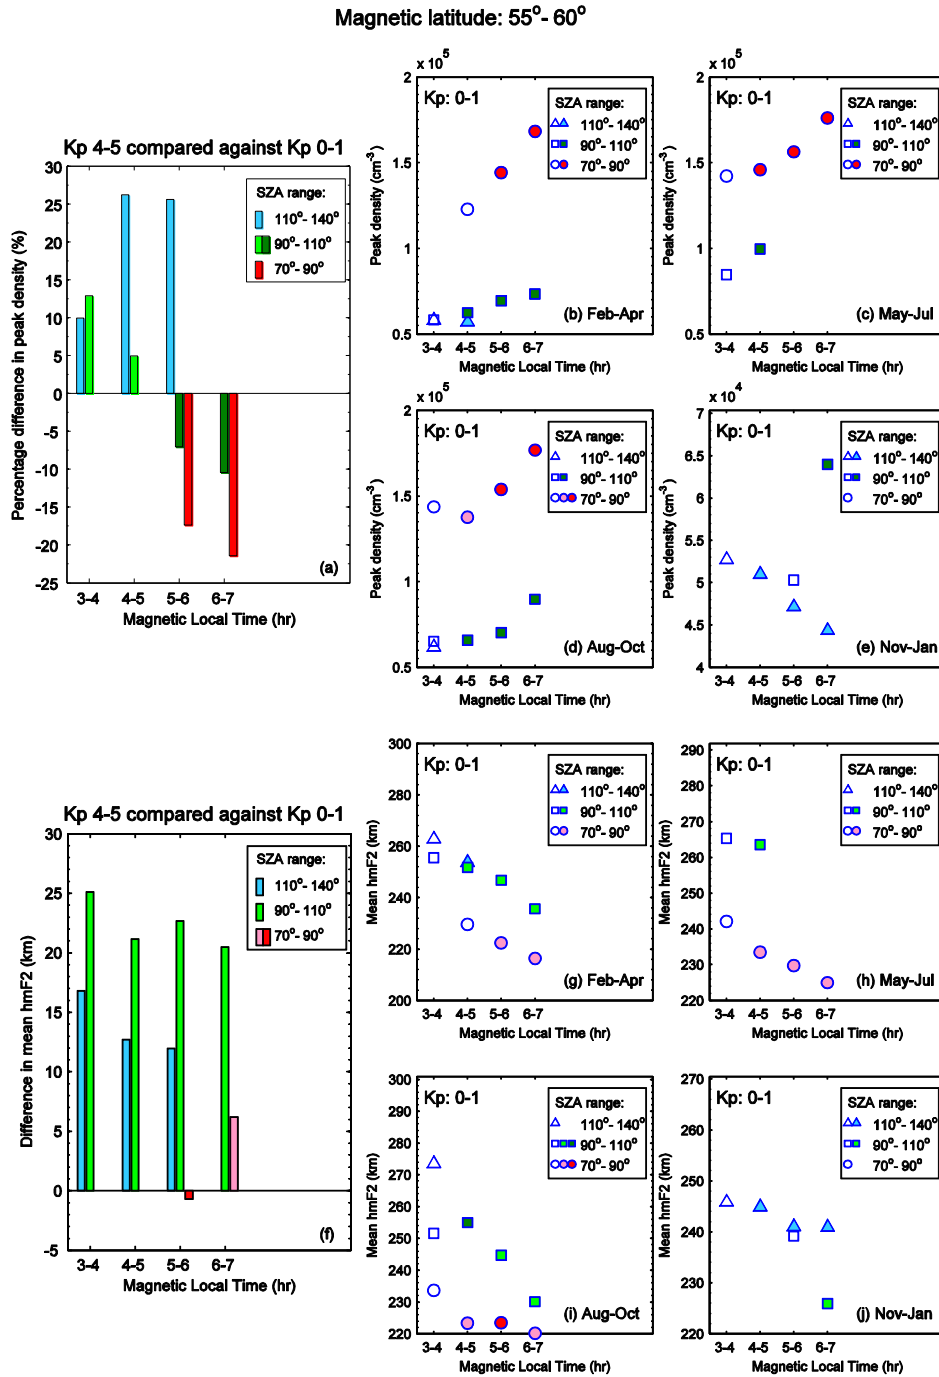 Magnetic latitude: 55°- 60°
Kp 4-5 compared against Kp 0-1
Percentage difference in peak density (%)
30
25
20
15
10
5
0
-5
-10
-15
-20
-25
SZA range:
110°- 140°
90°- 110°
70°- 90°
(a)
3-4
4-5
5-6
6-7
Magnetic Local Time (hr)
x 10⁵
Peak density (cm⁻³)
2
1.5
1
0.5
Kp: 0-1
SZA range:
110°- 140°
90°- 110°
70°- 90°
(b) Feb-Apr
3-4
4-5
5-6
6-7
Magnetic Local Time (hr)
x 10⁵
Peak density (cm⁻³)
2
1.5
1
0.5
Kp: 0-1
SZA range:
110°- 140°
90°- 110°
70°- 90°
(c) May-Jul
3-4
4-5
5-6
6-7
Magnetic Local Time (hr)
x 10⁵
Peak density (cm⁻³)
2
1.5
1
0.5
Kp: 0-1
SZA range:
110°- 140°
90°- 110°
70°- 90°
(d) Aug-Oct
3-4
4-5
5-6
6-7
Magnetic Local Time (hr)
x 10⁴
Peak density (cm⁻³)
7
6.5
6
5.5
5
4.5
4
Kp: 0-1
SZA range:
110°- 140°
90°- 110°
70°- 90°
(e) Nov-Jan
3-4
4-5
5-6
6-7
Magnetic Local Time (hr)
Kp 4-5 compared against Kp 0-1
Difference in mean hmF2 (km)
30
25
20
15
10
5
0
-5
SZA range:
110°- 140°
90°- 110°
70°- 90°
(f)
3-4
4-5
5-6
6-7
Magnetic Local Time (hr)
Mean hmF2 (km)
300
280
260
240
220
200
Kp: 0-1
SZA range:
110°- 140°
90°- 110°
70°- 90°
(g) Feb-Apr
3-4
4-5
5-6
6-7
Magnetic Local Time (hr)
Mean hmF2 (km)
290
280
270
260
250
240
230
220
Kp: 0-1
SZA range:
110°- 140°
90°- 110°
70°- 90°
(h) May-Jul
3-4
4-5
5-6
6-7
Magnetic Local Time (hr)
Mean hmF2 (km)
300
290
280
270
260
250
240
230
220
Kp: 0-1
SZA range:
110°- 140°
90°- 110°
70°- 90°
(i) Aug-Oct
3-4
4-5
5-6
6-7
Magnetic Local Time (hr)
Mean hmF2 (km)
270
260
250
240
230
220
Kp: 0-1
SZA range:
110°- 140°
90°- 110°
70°- 90°
(j) Nov-Jan
3-4
4-5
5-6
6-7
Magnetic Local Time (hr)